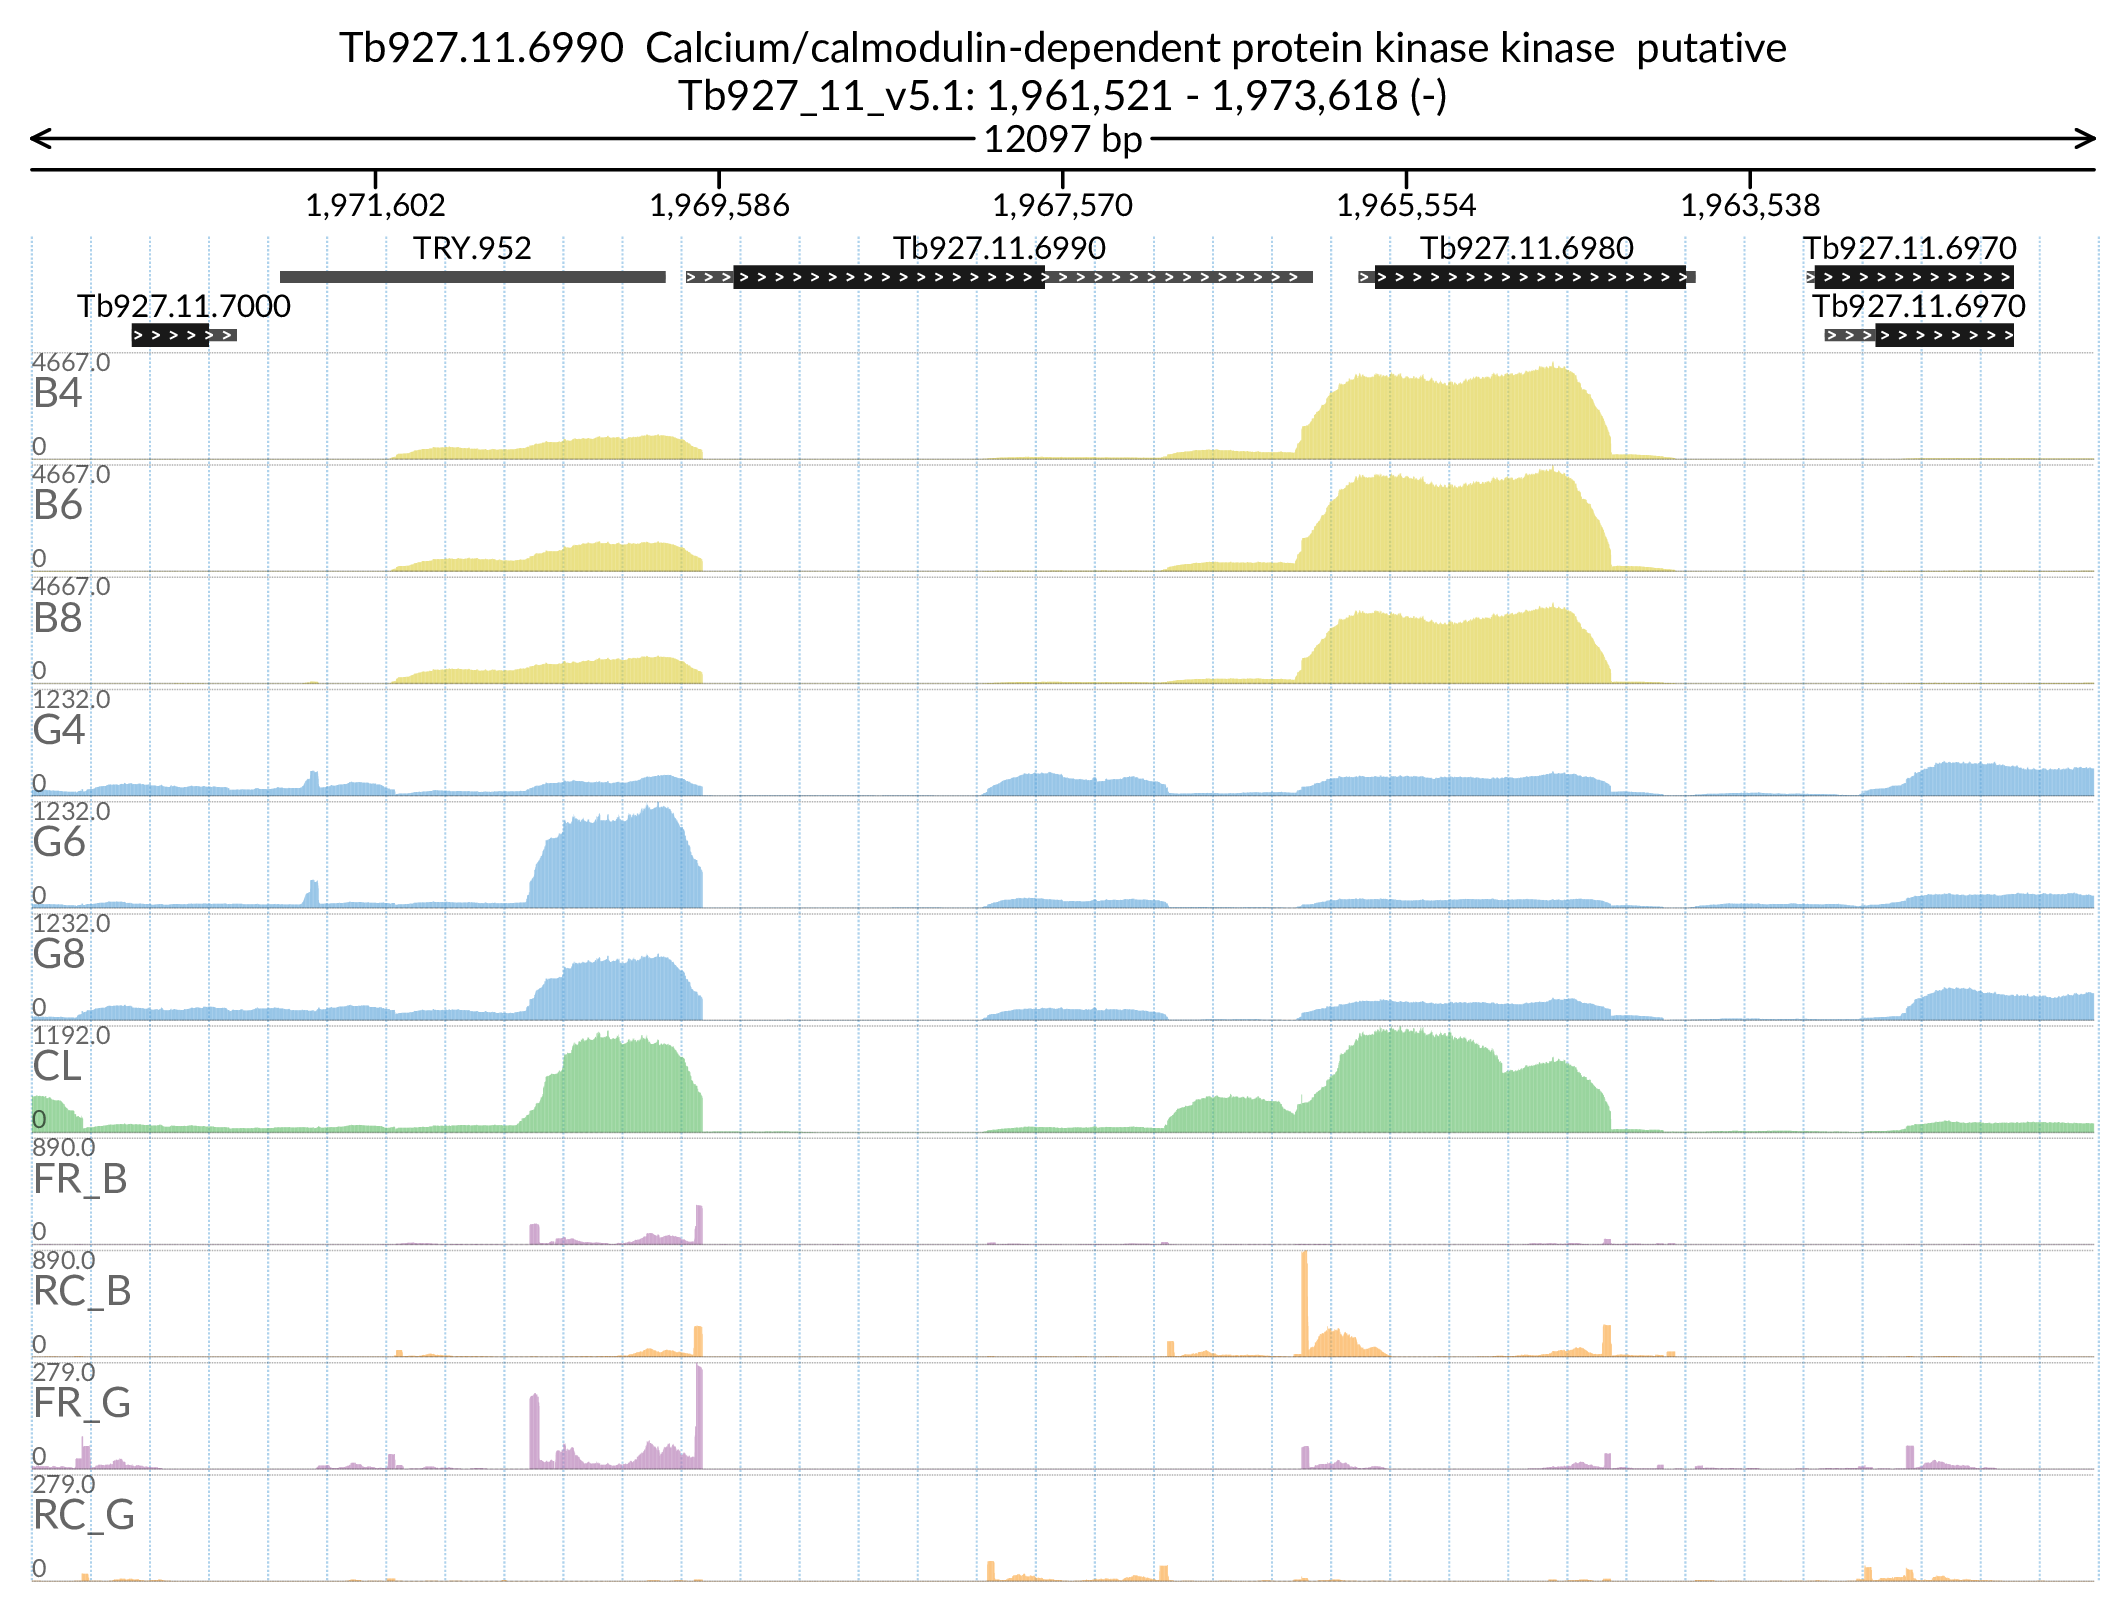 Tb927.11.6990  Calcium/calmodulin-dependent protein kinase kinase  putative
Tb927_11_v5.1: 1,961,521 - 1,973,618 (-)
12097 bp
1,971,602 1,969,586 1,967,570 1,965,554 1,963,538
TRY.952 Tb927.11.6990 Tb927.11.6980 Tb927.11.6970
Tb927.11.7000 Tb927.11.6970
4667.0
B4
0
4667.0
B6
0
4667.0
B8
0
1232.0
G4
0
1232.0
G6
0
1232.0
G8
0
1192.0
CL
0
890.0
FR_B
0
890.0
RC_B
0
279.0
FR_G
0
279.0
RC_G
0